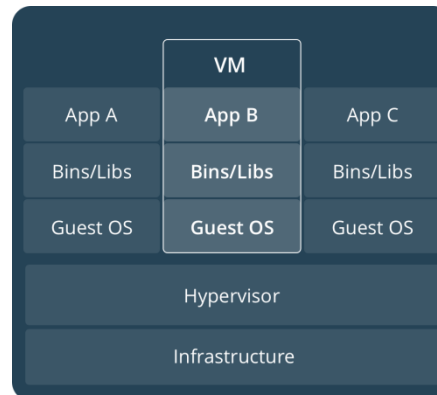 VM
App A App B App C
Bins/Libs Bins/Libs Bins/Libs
Guest OS Guest OS Guest OS
Hypervisor
Infrastructure